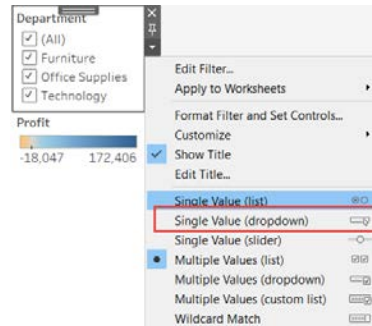 Department
(All)
Furniture
Office Supplies
Technology
Profit
-18,047 172,406
Edit Filter...
Apply to Worksheets
Format Filter and Set Controls...
Customize
Show Title
Edit Title...
Single Value (list)
Single Value (dropdown)
Single Value (slider)
Multiple Values (list)
Multiple Values (dropdown)
Multiple Values (custom list)
Wildcard Match